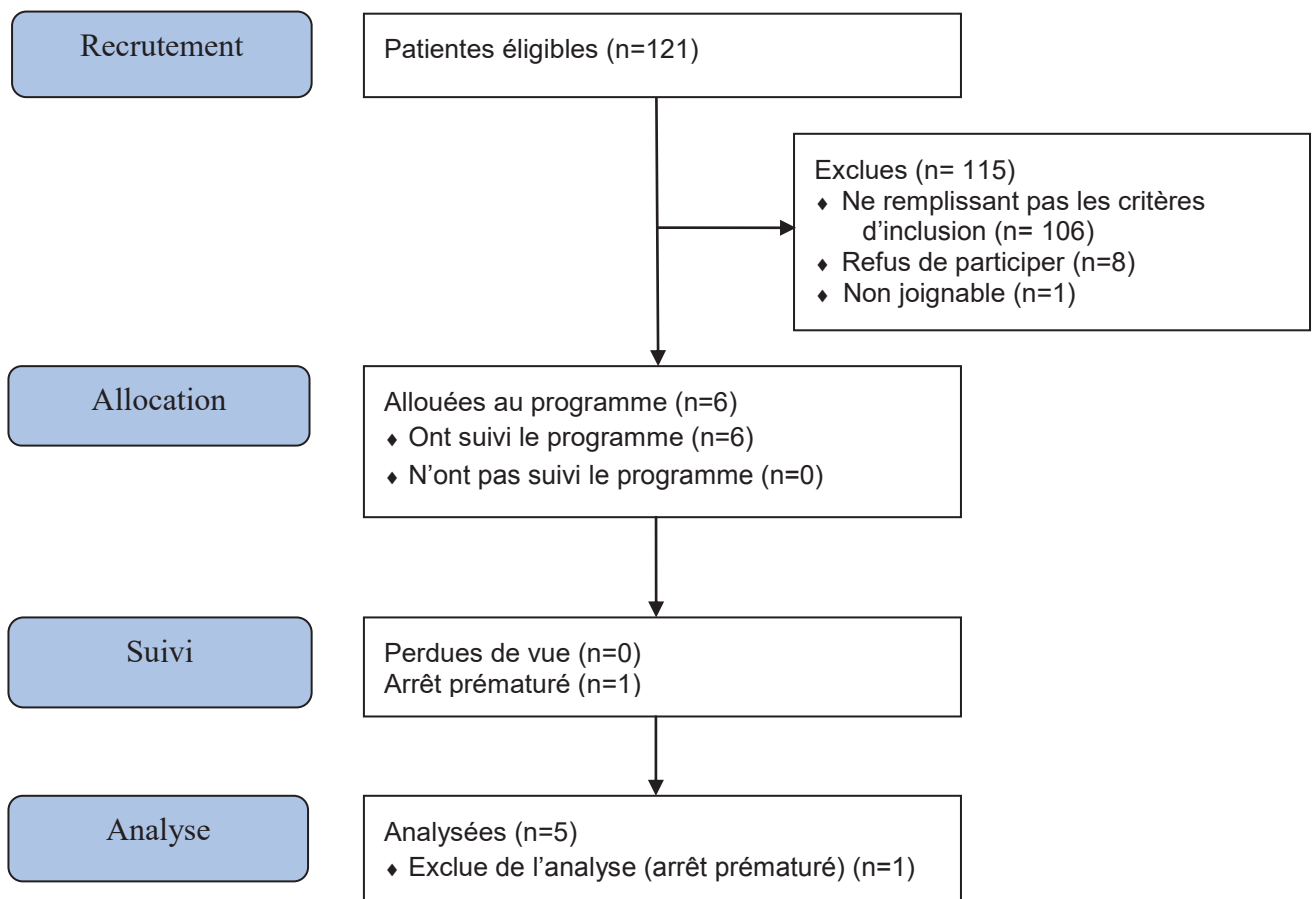 Recrutement
Patientes éligibles (n=121)
Exclues (n= 115)
♦ Ne remplissant pas les critères
d’inclusion (n= 106)
♦ Refus de participer (n=8)
♦ Non joignable (n=1)
Allocation
Allouées au programme (n=6)
♦ Ont suivi le programme (n=6)
♦ N’ont pas suivi le programme (n=0)
Suivi
Perdues de vue (n=0)
Arrêt prématuré (n=1)
Analyse
Analysées (n=5)
♦ Exclue de l’analyse (arrêt prématuré) (n=1)